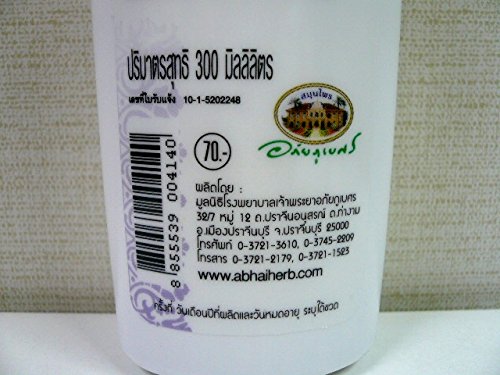 ปริมาตรสุทธิ 300 มิลลิลิตร
เลขที่ใบรับแจ้ง 10-1-5202248
สมุนไพร
อภัยภูเบศร
70.-
ผลิตโดย :
มูลนิธิโรงพยาบาลเจ้าพระยาอภัยภูเบศร
32/7 หมู่ 12 ถ.ปราจีนอนุสรณ์ ต.ท่างาม
อ.เมืองปราจีนบุรี จ.ปราจีนบุรี 25000
โทรศัพท์ 0-3721-3610, 0-3745-2209
โทรสาร 0-3721-2179, 0-3721-1523
www.abhaiherb.com
8 855539 004140
ครั้งที่ วันเดือนปีที่ผลิตและวันหมดอายุ ระบุใต้ขวด